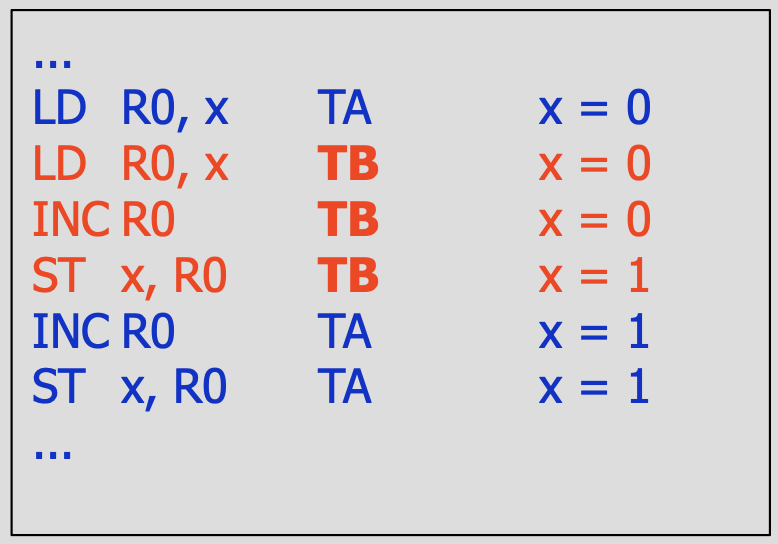 ...
LD R0, x TA x = 0
LD R0, x TB x = 0
INC R0 TB x = 0
ST x, R0 TB x = 1
INC R0 TA x = 1
ST x, R0 TA x = 1
...